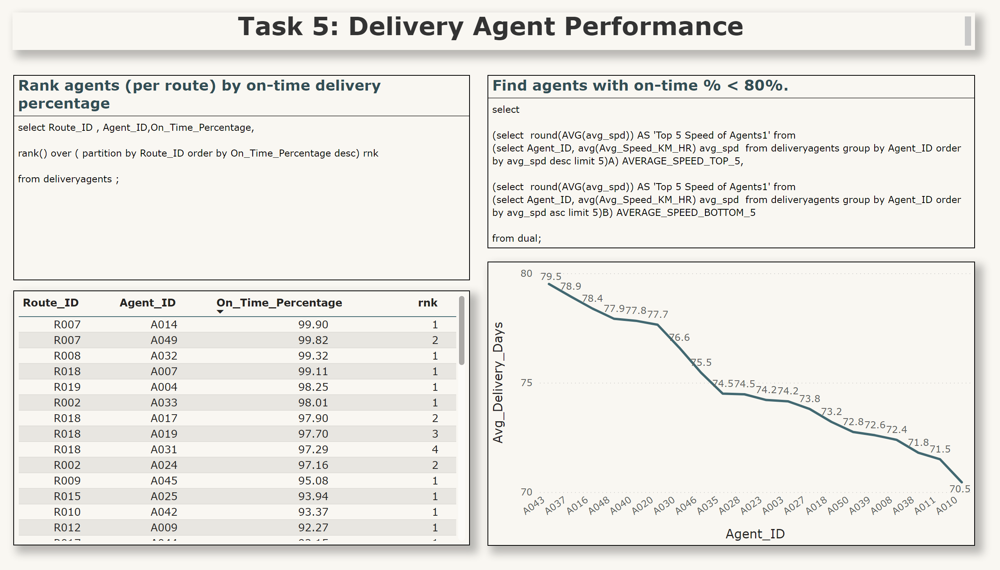 Task 5: Delivery Agent Performance
Rank agents (per route) by on-time delivery
percentage
select Route_ID , Agent_ID,On_Time_Percentage,
rank() over ( partition by Route_ID order by On_Time_Percentage desc) rnk
from deliveryagents ;
Route_ID Agent_ID On_Time_Percentage rnk
R007 A014 99.90 1
R007 A049 99.82 2
R008 A032 99.32 1
R018 A007 99.11 1
R019 A004 98.25 1
R002 A033 98.01 1
R018 A017 97.90 2
R018 A019 97.70 3
R018 A031 97.29 4
R002 A024 97.16 2
R009 A045 95.08 1
R015 A025 93.94 1
R010 A042 93.37 1
R012 A009 92.27 1
Find agents with on-time % < 80%.
select
(select  round(AVG(avg_spd)) AS 'Top 5 Speed of Agents1' from
(select Agent_ID, avg(Avg_Speed_KM_HR) avg_spd  from deliveryagents group by Agent_ID order
by avg_spd desc limit 5)A) AVERAGE_SPEED_TOP_5,
(select  round(AVG(avg_spd)) AS 'Top 5 Speed of Agents1' from
(select Agent_ID, avg(Avg_Speed_KM_HR) avg_spd  from deliveryagents group by Agent_ID order
by avg_spd asc limit 5)B) AVERAGE_SPEED_BOTTOM_5
from dual;
Avg_Delivery_Days
80
75
70
79.5
78.9
78.4
77.9
77.8
77.7
76.6
75.5
74.5
74.5
74.2
74.2
73.8
73.2
72.8
72.6
72.4
71.8
71.5
70.5
A043
A037
A016
A048
A040
A020
A030
A046
A035
A028
A023
A003
A027
A018
A050
A039
A008
A038
A011
A010
Agent_ID